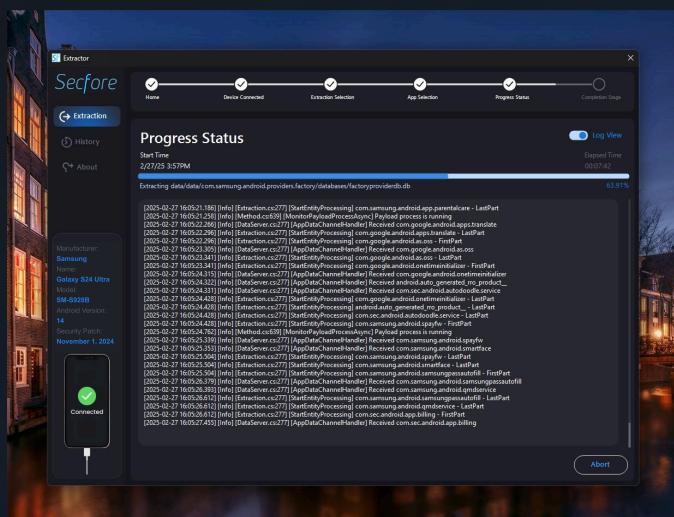 Extractor
Secfore
Extraction
History
About
Home
Device Connected
Extraction Selection
App Selection
Progress Status
Completion Stage
Progress Status
Log View
Start Time
Elapsed Time
2/27/25 3:57PM
00:07:42
Extracting data/data/com.samsung.android.providers.factory/databases/factoryproviderdb.db
63.91%
[2025-02-27 16:05:21.186] [Info] [Extraction.cs:277] [StartEntityProcessing] com.samsung.android.app.parentalcare - LastPart
[2025-02-27 16:05:21.258] [Info] [Method.cs:639] [MonitorPayloadProcessAsync] Payload process is running
[2025-02-27 16:05:22.266] [Info] [DataServer.cs:277] [AppDataChannelHandler] Received com.google.android.apps.translate
[2025-02-27 16:05:22.296] [Info] [Extraction.cs:277] [StartEntityProcessing] com.google.android.apps.translate - LastPart
[2025-02-27 16:05:22.296] [Info] [Extraction.cs:277] [StartEntityProcessing] com.google.android.as.oss - FirstPart
[2025-02-27 16:05:23.305] [Info] [DataServer.cs:277] [AppDataChannelHandler] Received com.google.android.as.oss
[2025-02-27 16:05:23.341] [Info] [Extraction.cs:277] [StartEntityProcessing] com.google.android.as.oss - LastPart
[2025-02-27 16:05:23.341] [Info] [Extraction.cs:277] [StartEntityProcessing] com.google.android.onetimeinitializer - FirstPart
[2025-02-27 16:05:24.315] [Info] [DataServer.cs:277] [AppDataChannelHandler] Received com.google.android.onetimeinitializer
[2025-02-27 16:05:24.322] [Info] [DataServer.cs:277] [AppDataChannelHandler] Received android.auto_generated_rro_product__
[2025-02-27 16:05:24.331] [Info] [DataServer.cs:277] [AppDataChannelHandler] Received com.sec.android.autodoodle.service
[2025-02-27 16:05:24.428] [Info] [Extraction.cs:277] [StartEntityProcessing] com.google.android.onetimeinitializer - LastPart
[2025-02-27 16:05:24.428] [Info] [Extraction.cs:277] [StartEntityProcessing] android.auto_generated_rro_product__ - LastPart
[2025-02-27 16:05:24.428] [Info] [Extraction.cs:277] [StartEntityProcessing] com.sec.android.autodoodle.service - LastPart
[2025-02-27 16:05:24.428] [Info] [Extraction.cs:277] [StartEntityProcessing] com.samsung.android.spayfw - FirstPart
[2025-02-27 16:05:24.762] [Info] [Method.cs:639] [MonitorPayloadProcessAsync] Payload process is running
[2025-02-27 16:05:25.339] [Info] [DataServer.cs:277] [AppDataChannelHandler] Received com.samsung.android.spayfw
[2025-02-27 16:05:25.353] [Info] [DataServer.cs:277] [AppDataChannelHandler] Received com.samsung.android.smartface
[2025-02-27 16:05:25.504] [Info] [Extraction.cs:277] [StartEntityProcessing] com.samsung.android.spayfw - LastPart
[2025-02-27 16:05:25.504] [Info] [Extraction.cs:277] [StartEntityProcessing] com.samsung.android.smartface - LastPart
[2025-02-27 16:05:25.504] [Info] [Extraction.cs:277] [StartEntityProcessing] com.samsung.android.samsungpassautofill - FirstPart
[2025-02-27 16:05:26.379] [Info] [DataServer.cs:277] [AppDataChannelHandler] Received com.samsung.android.samsungpassautofill
[2025-02-27 16:05:26.393] [Info] [DataServer.cs:277] [AppDataChannelHandler] Received com.samsung.android.qmdservice
[2025-02-27 16:05:26.612] [Info] [Extraction.cs:277] [StartEntityProcessing] com.samsung.android.samsungpassautofill - LastPart
[2025-02-27 16:05:26.612] [Info] [Extraction.cs:277] [StartEntityProcessing] com.samsung.android.qmdservice - LastPart
[2025-02-27 16:05:26.612] [Info] [Extraction.cs:277] [StartEntityProcessing] com.sec.android.app.billing - FirstPart
[2025-02-27 16:05:27.455] [Info] [DataServer.cs:277] [AppDataChannelHandler] Received com.sec.android.app.billing
Manufacturer:
Samsung
Name:
Galaxy S24 Ultra
Model:
SM-S928B
Android Version:
14
Security Patch:
November 1, 2024
Connected
Abort